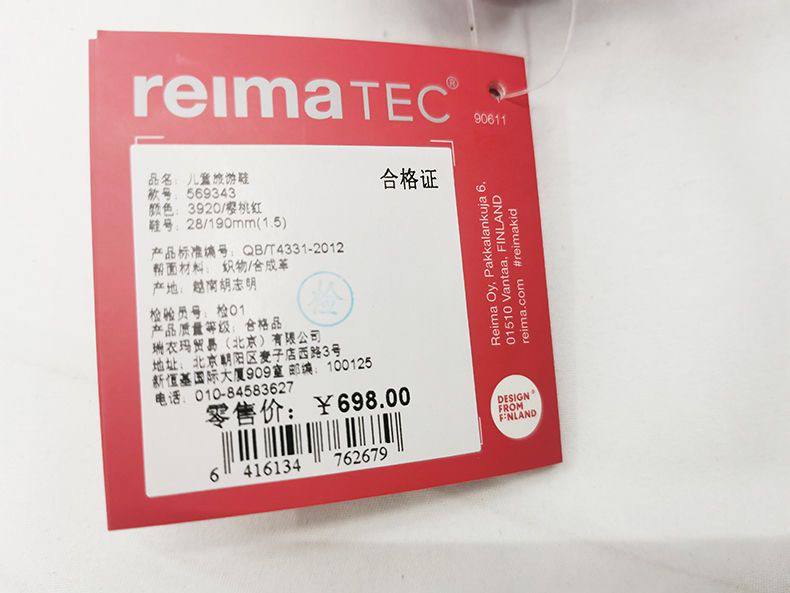 reimaTEC®
90611
合格证
品名：儿童旅游鞋
款号：569343
颜色：3920/樱桃红
鞋号：28/190mm(1.5)
产品标准编号：QB/T4331-2012
帮面材料：织物/合成革
产地：越南胡志明
检
检验员号：检01
产品质量等级：合格品
瑞衣玛贸易（北京）有限公司
地址：北京朝阳区麦子店西路3号
新恒基国际大厦909室 邮编：100125
电话：010-84583627
零售价：￥698.00
6 416134 762679
Reima Oy, Pakkalankuja 6,
01510 Vantaa, FINLAND
reima.com #reimakid
DESIGN
FROM
FINLAND